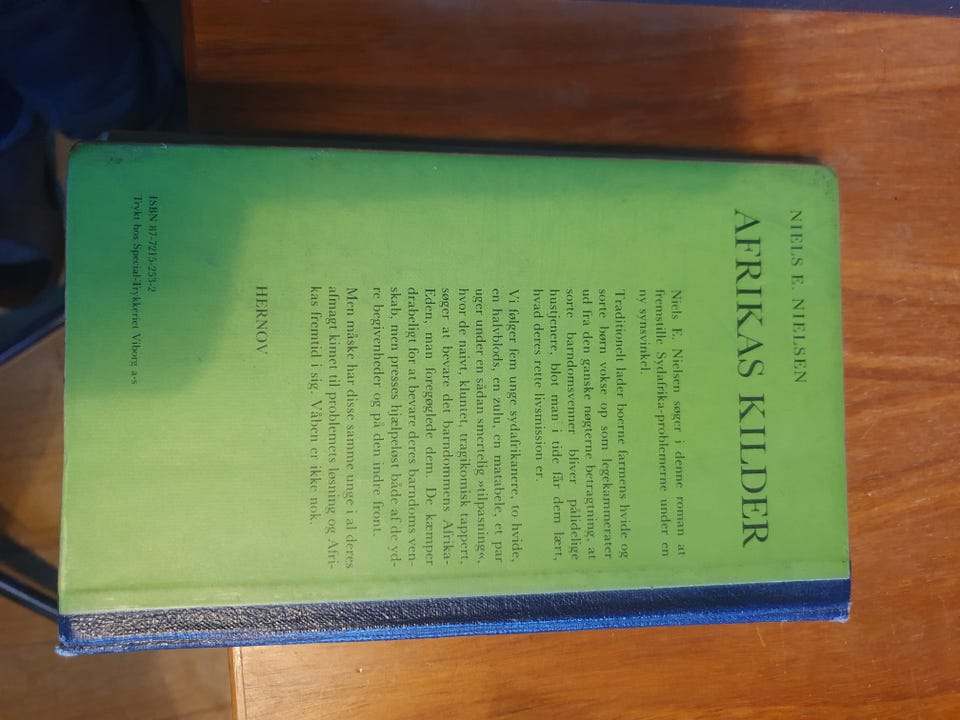 NIELS E. NIELSEN
AFRIKAS KILDER
Niels E. Nielsen søger i denne roman at
fremstille Sydafrika-problemerne under en
ny synsvinkel.
Traditionelt lader boerne farmens hvide og
sorte børn vokse op som legekammerater
ud fra den ganske nøgterne betragtning, at
sorte barndomsvenner bliver pålidelige
hustjenere, blot man i tide får dem lært,
hvad deres rette livsmission er.
Vi følger fem unge sydafrikanere, to hvide,
en halvblods, en zulu, en matabele, et par
uger under en sådan smertelig »tilpasning«,
hvor de naivt, kluntet, tragikomisk tappert,
søger at bevare det barndommens Afrika-
Eden, man foregøglede dem. De kæmper
drabeligt for at bevare deres barndoms ven-
skab, men presses hjælpeløst både af de yd-
re begivenheder og på den indre front.
Men måske har disse samme unge i al deres
afmagt kimet til problemets løsning og Afri-
kas fremtid i sig. Våben er ikke nok.
HERNOV
ISBN 87-7215-253-2
Trykt hos Special-Trykkeriet Viborg a-s